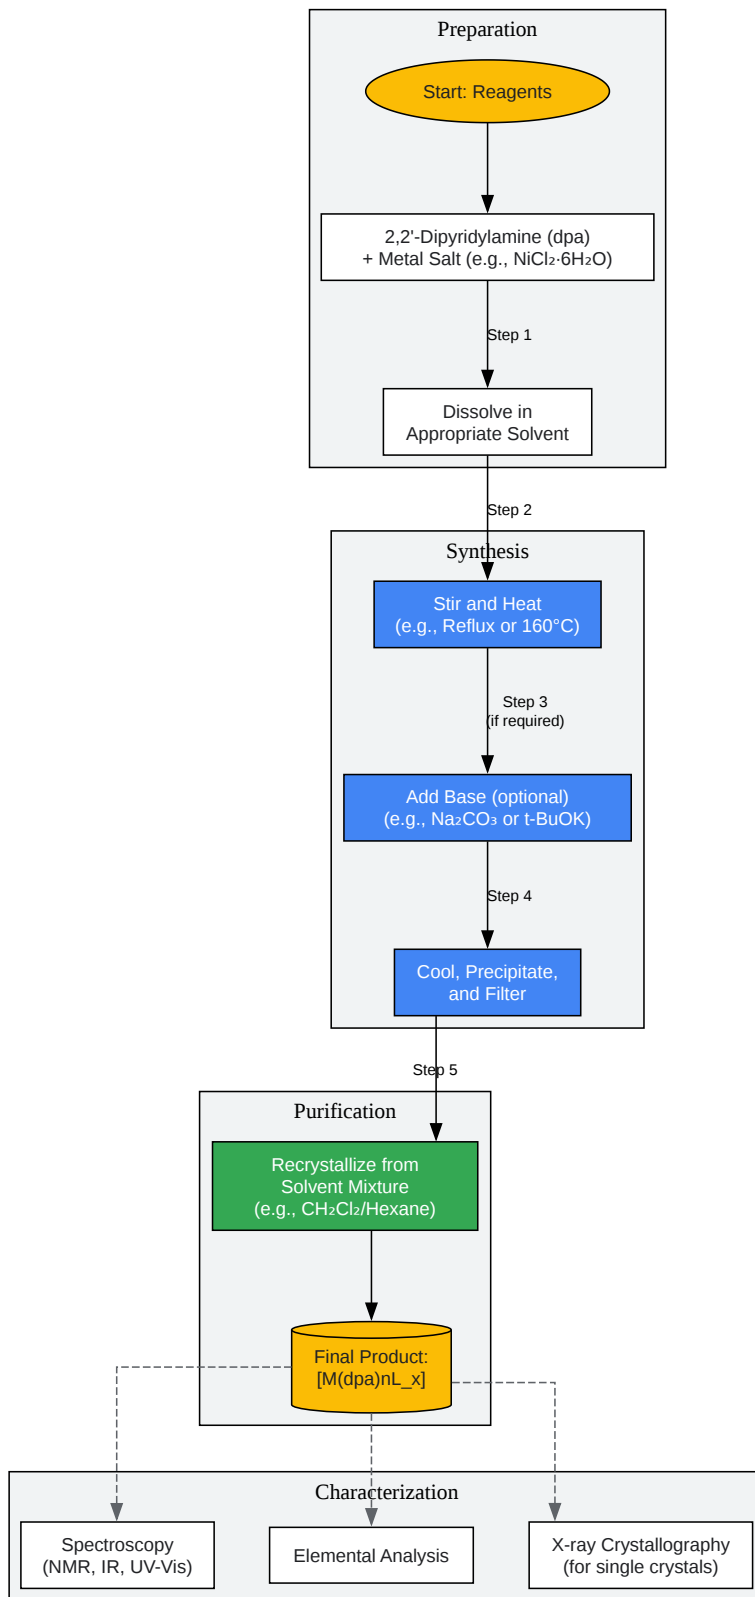 Preparation
Start: Reagents
2,2'-Dipyridylamine (dpa)
+ Metal Salt (e.g., NiCl₂·6H₂O)
Step 1
Dissolve in
Appropriate Solvent
Step 2
Synthesis
Stir and Heat
(e.g., Reflux or 160°C)
Step 3
(if required)
Add Base (optional)
(e.g., Na₂CO₃ or t-BuOK)
Step 4
Cool, Precipitate,
and Filter
Step 5
Purification
Recrystallize from
Solvent Mixture
(e.g., CH₂Cl₂/Hexane)
Final Product:
[M(dpa)nL_x]
Characterization
Spectroscopy
(NMR, IR, UV-Vis)
Elemental Analysis
X-ray Crystallography
(for single crystals)